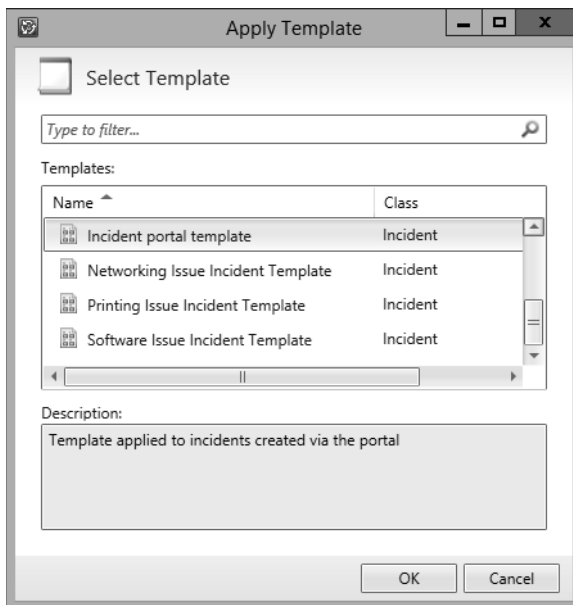 Apply Template
Select Template
Type to filter...
Templates:
Name Class
Incident portal template Incident
Networking Issue Incident Template Incident
Printing Issue Incident Template Incident
Software Issue Incident Template Incident
Description:
Template applied to incidents created via the portal
OK Cancel